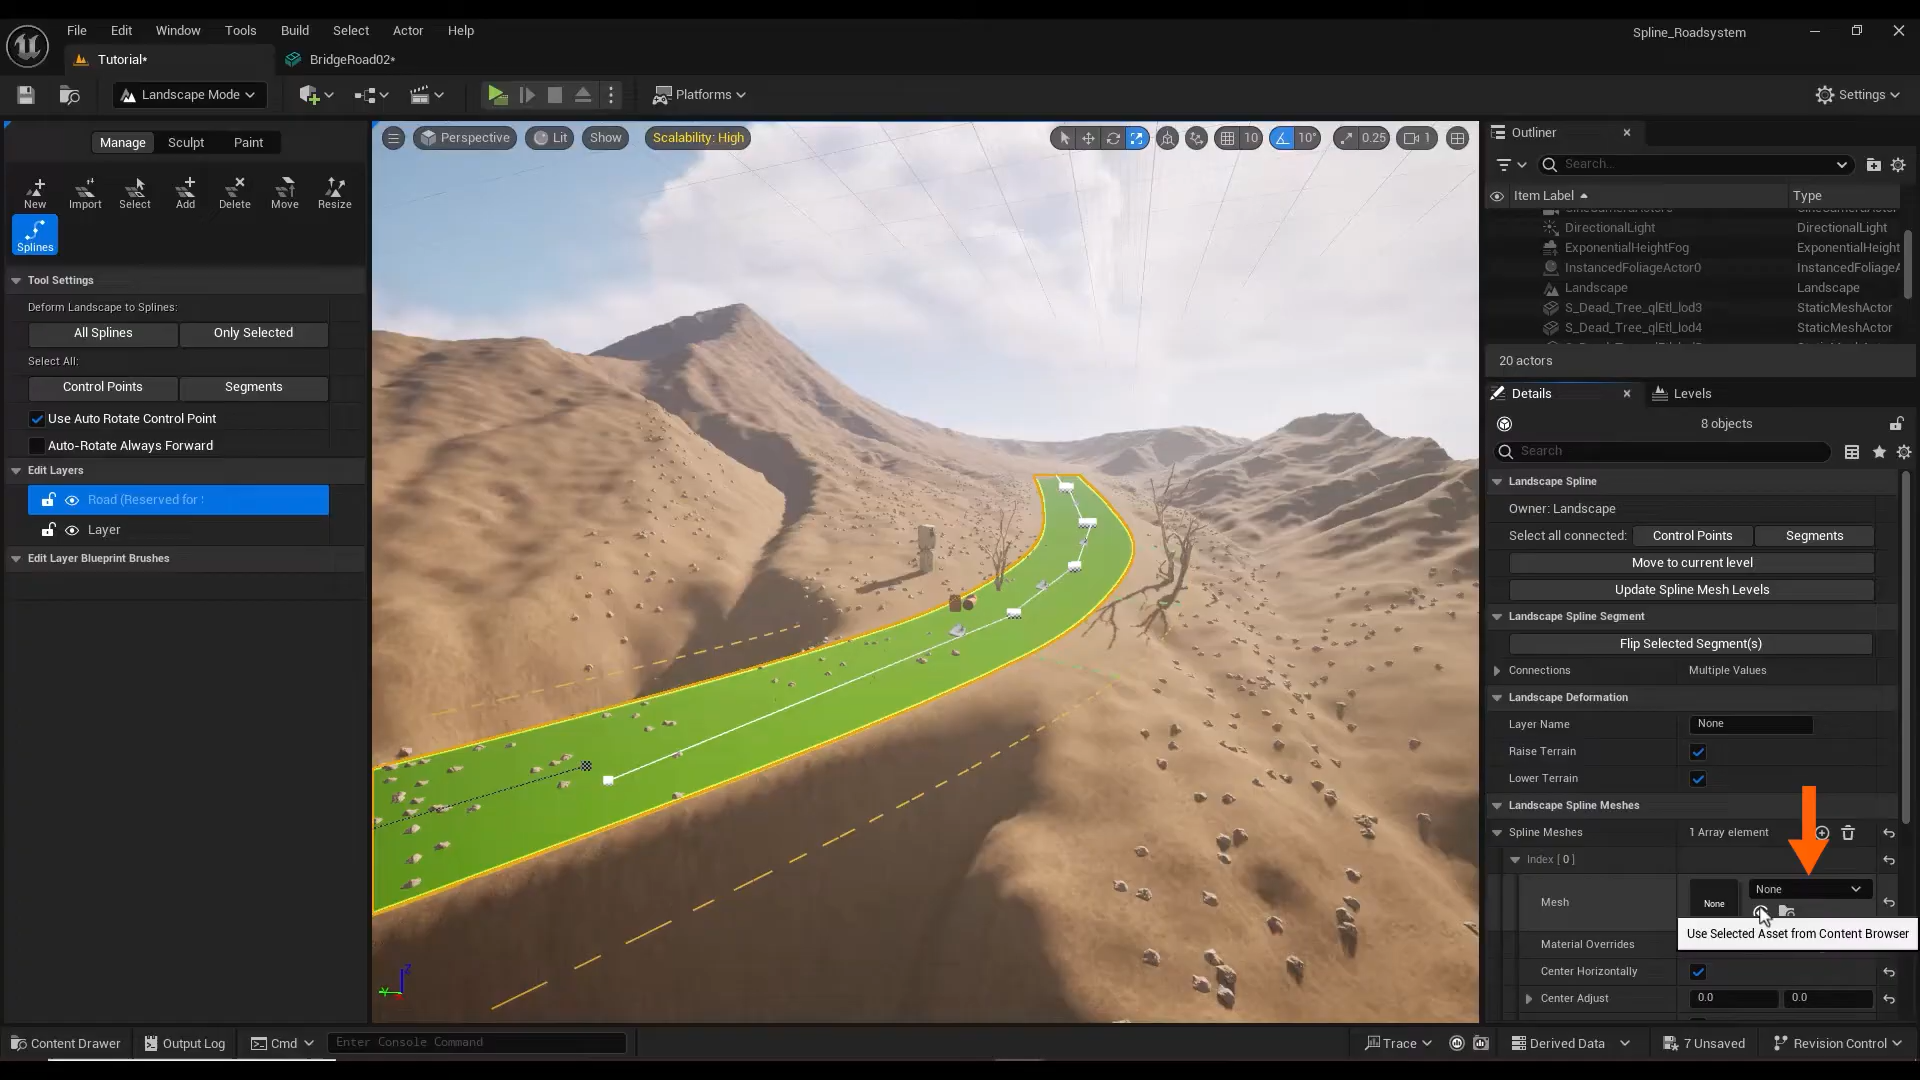 File Edit Window Tools Build Select Actor Help
Spline_Roadsystem
Tutorial*
BridgeRoad02*
Landscape Mode
Platforms
Settings
Manage Sculpt Paint
New Import Select Add Delete Move Resize
Splines
Tool Settings
Deform Landscape to Splines:
All Splines Only Selected
Select All:
Control Points Segments
Use Auto Rotate Control Point
Auto-Rotate Always Forward
Edit Layers
Road (Reserved for
Layer
Edit Layer Blueprint Brushes
Perspective Lit Show Scalability: High 10 10° 0.25 1
Outliner
Search...
Item Label Type
DirectionalLight DirectionalLight
ExponentialHeightFog ExponentialHeight
InstancedFoliageActor0 InstancedFoliageA
Landscape Landscape
S_Dead_Tree_qlEtl_lod3 StaticMeshActor
S_Dead_Tree_qlEtl_lod4 StaticMeshActor
20 actors
Details Levels
8 objects
Search
Landscape Spline
Owner: Landscape
Select all connected: Control Points Segments
Move to current level
Update Spline Mesh Levels
Landscape Spline Segment
Flip Selected Segment(s)
Connections Multiple Values
Landscape Deformation
Layer Name None
Raise Terrain
Lower Terrain
Landscape Spline Meshes
Spline Meshes 1 Array element
Index [ 0 ]
Mesh None None
Use Selected Asset from Content Browser
Material Overrides
Center Horizontally
Center Adjust 0.0 0.0
Content Drawer Output Log Cmd Enter Console Command Trace Derived Data 7 Unsaved Revision Control